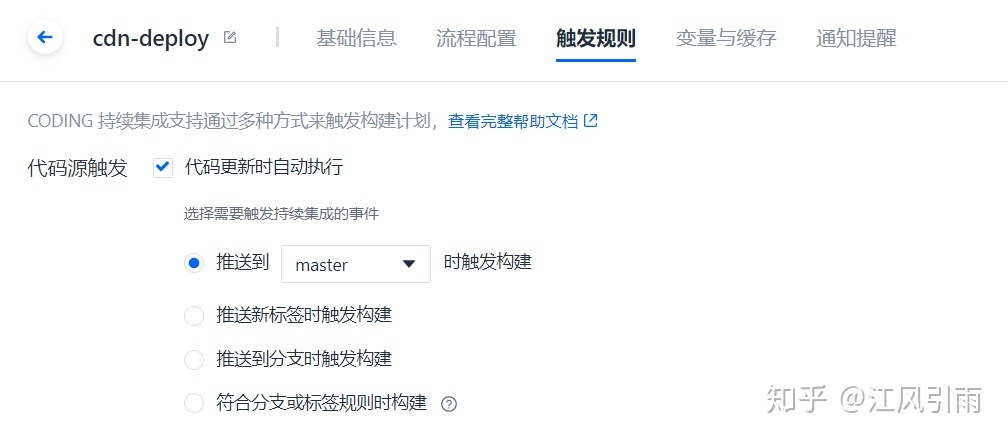 cdn-deploy 基础信息 流程配置 触发规则 变量与缓存 通知提醒
CODING 持续集成支持通过多种方式来触发构建计划，查看完整帮助文档
代码源触发 代码更新时自动执行
选择需要触发持续集成的事件
推送到 master 时触发构建
推送新标签时触发构建
推送到分支时触发构建
符合分支或标签规则时构建 ?
知乎 @江风引雨